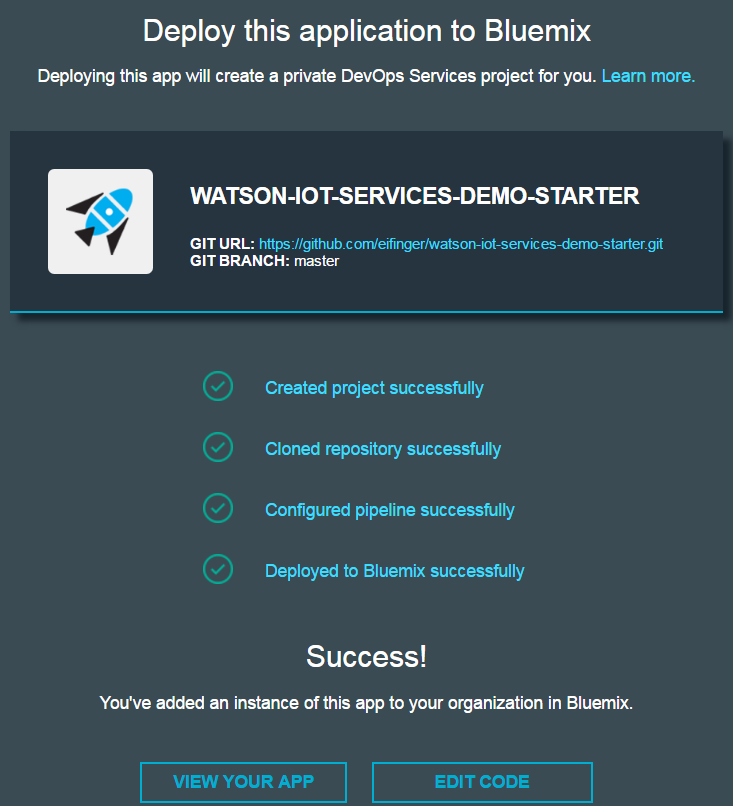 Deploy this application to Bluemix
Deploying this app will create a private DevOps Services project for you. Learn more.
WATSON-IOT-SERVICES-DEMO-STARTER
GIT URL: https://github.com/eifinger/watson-iot-services-demo-starter.git
GIT BRANCH: master
Created project successfully
Cloned repository successfully
Configured pipeline successfully
Deployed to Bluemix successfully
Success!
You've added an instance of this app to your organization in Bluemix.
VIEW YOUR APP EDIT CODE